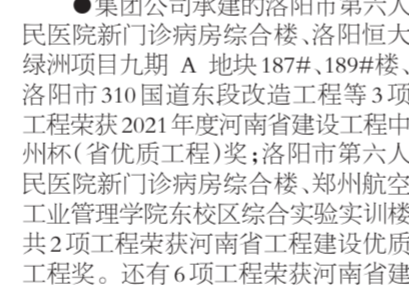 ●集团公司承建的洛阳市第六人
民医院新门诊病房综合楼、洛阳恒大
绿洲项目九期 A 地块187#、189#楼、
洛阳市310国道东段改造工程等3项
工程荣获2021年度河南省建设工程中
州杯(省优质工程)奖;洛阳市第六人
民医院新门诊病房综合楼、郑州航空
工业管理学院东校区综合实验实训楼
共2项工程荣获河南省工程建设优质
工程奖。还有6项工程荣获河南省建